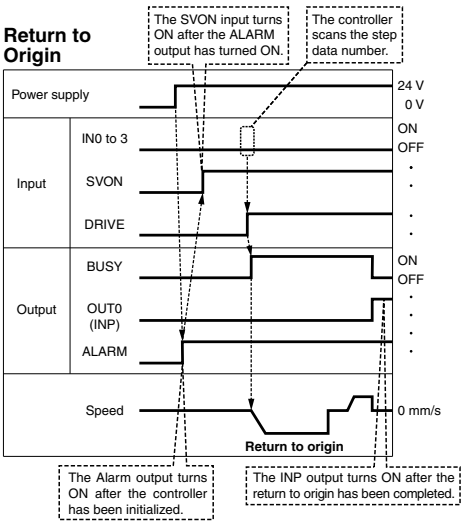 Return to
Origin
The SVON input turns
ON after the ALARM
output has turned ON.
The controller
scans the step
data number.
Power supply
24 V
0 V
Input
IN0 to 3
ON
OFF
SVON
DRIVE
Output
BUSY
ON
OFF
OUT0
(INP)
ALARM
Speed
0 mm/s
Return to origin
The Alarm output turns
ON after the controller
has been initialized.
The INP output turns ON after the
return to origin has been completed.